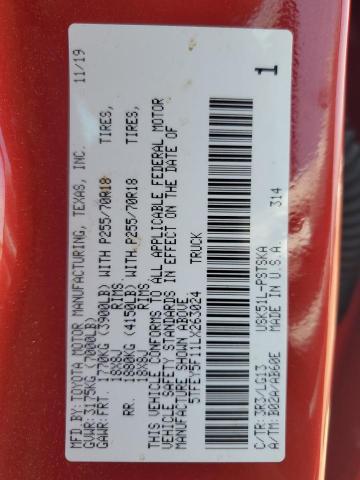 MFD.BY: TOYOTA MOTOR MANUFACTURING, TEXAS, INC. 11/19
GVWR: 3175KG (7000LB)
GAWR: FRT. 1770KG (3900LB) WITH P255/70R18 TIRES,
18X8J RIMS
RR. 1880KG (4150LB) WITH P255/70R18 TIRES,
18X8J RIMS
THIS VEHICLE CONFORMS TO ALL APPLICABLE FEDERAL MOTOR
VEHICLE SAFETY STANDARDS IN EFFECT ON THE DATE OF
MANUFACTURE SHOWN ABOVE.
5TFEY5F11LX263024 TRUCK
C/TR: 3R3/LG13 USK51L-PSTSKA 1
A/TM: B02A/AB60E MADE IN U.S.A. 314